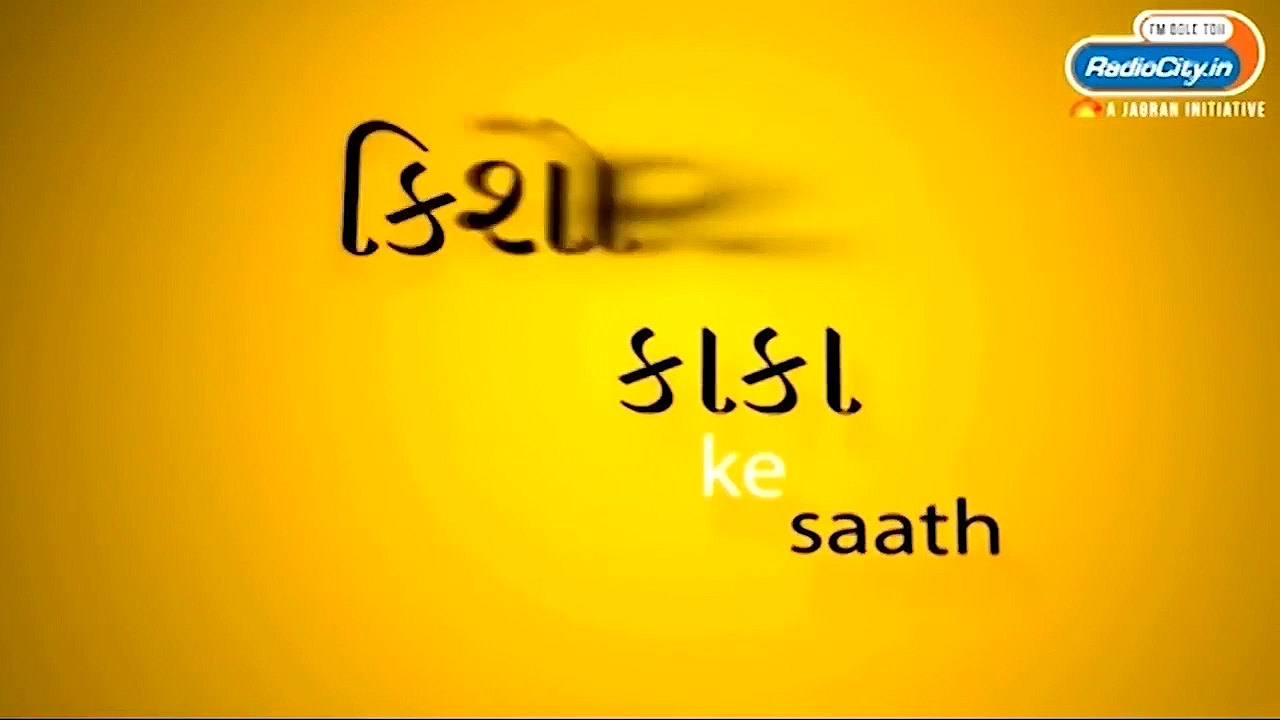 FM BOLE TOH
RadioCity.in
A JAGRAN INITIATIVE
કાકા
ke
saath